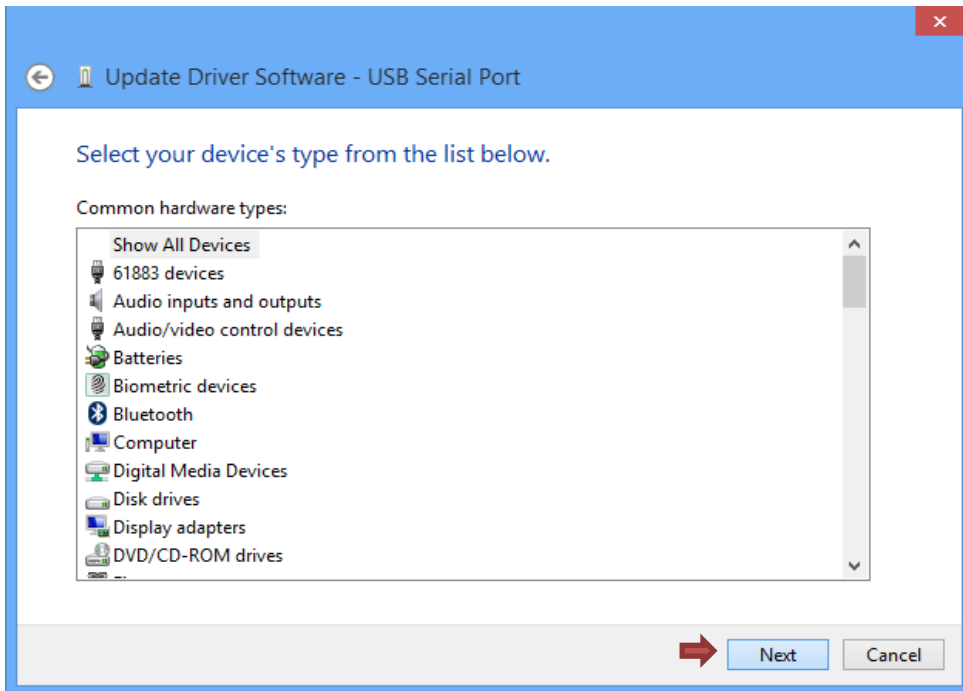 Update Driver Software - USB Serial Port
Select your device's type from the list below.
Common hardware types:
Show All Devices
61883 devices
Audio inputs and outputs
Audio/video control devices
Batteries
Biometric devices
Bluetooth
Computer
Digital Media Devices
Disk drives
Display adapters
DVD/CD-ROM drives
Next
Cancel